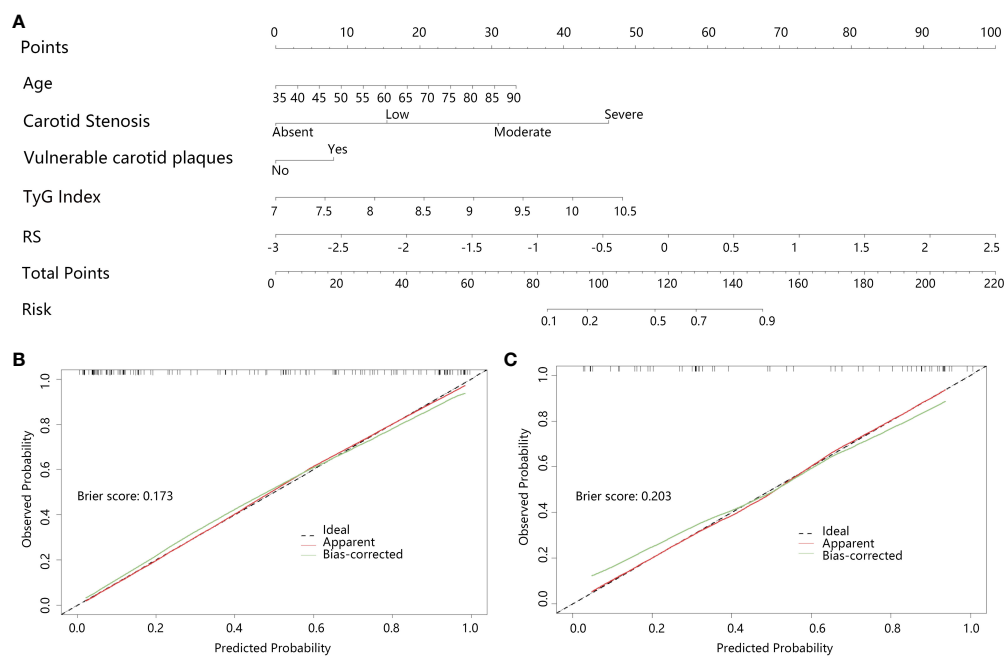 A
Points 0 10 20 30 40 50 60 70 80 90 100
Age 35 40 45 50 55 60 65 70 75 80 85 90
Carotid Stenosis Absent Low Moderate Severe
Vulnerable carotid plaques No Yes
TyG Index 7 7.5 8 8.5 9 9.5 10 10.5
RS -3 -2.5 -2 -1.5 -1 -0.5 0 0.5 1 1.5 2 2.5
Total Points 0 20 40 60 80 100 120 140 160 180 200 220
Risk 0.1 0.2 0.5 0.7 0.9
B
Observed Probability
0.0 0.2 0.4 0.6 0.8 1.0
Brier score: 0.173
Ideal
Apparent
Bias-corrected
0.0 0.2 0.4 0.6 0.8 1.0
Predicted Probability
C
Observed Probability
0.0 0.2 0.4 0.6 0.8 1.0
Brier score: 0.203
Ideal
Apparent
Bias-corrected
0.0 0.2 0.4 0.6 0.8 1.0
Predicted Probability